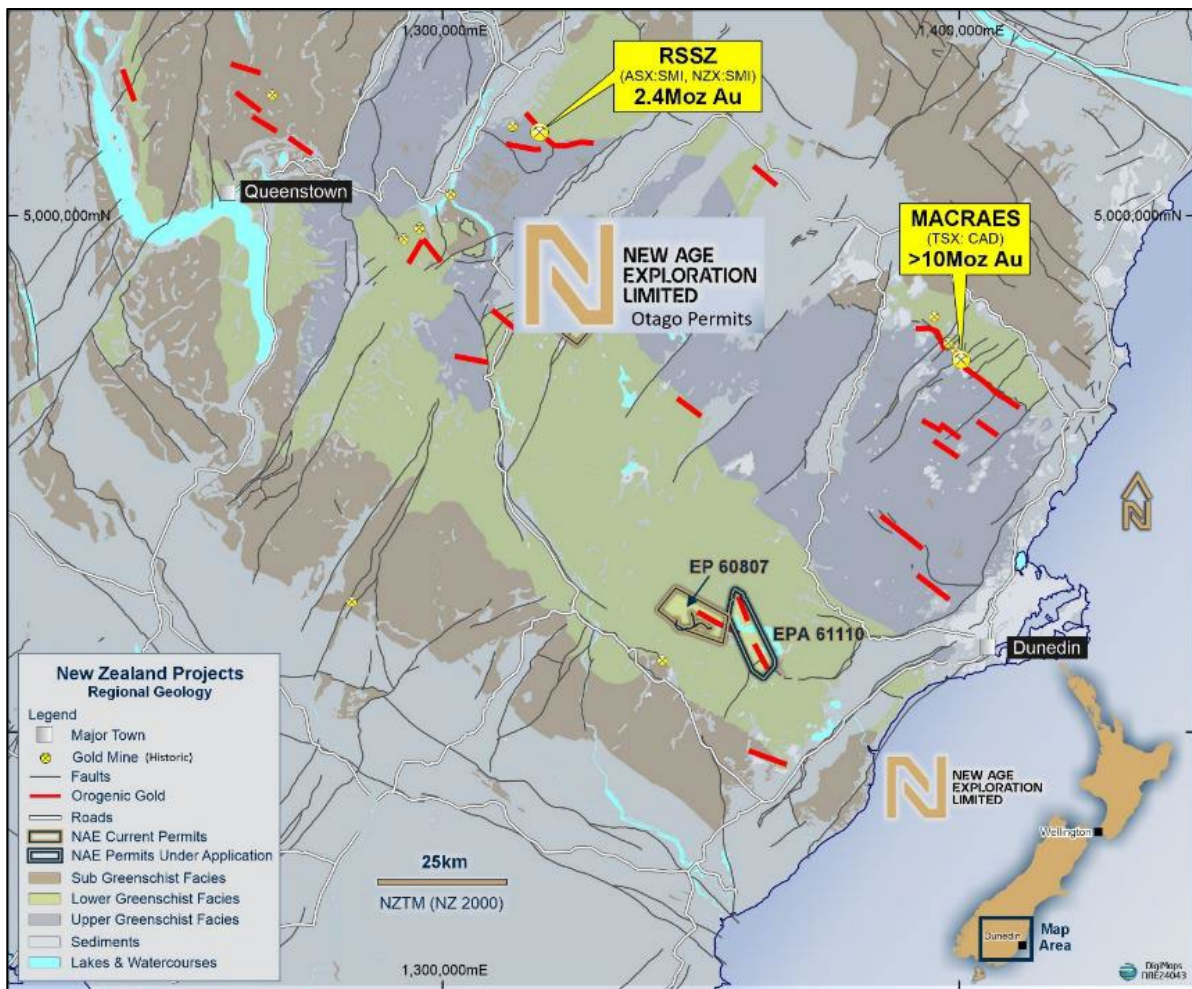 1,300,000mE
1,400,000mE
RSSZ
(ASX:SMI, NZX:SMI)
2.4Moz Au
Queenstown
5,000,000mN
5,000,000mN
MACRAES
(TSX: CAD)
>10Moz Au
NEW AGE
EXPLORATION
LIMITED
Otago Permits
N
EP 60807
EPA 61110
Dunedin
New Zealand Projects
Regional Geology
Legend
Major Town
Gold Mine (Historic)
Faults
Orogenic Gold
Roads
NAE Current Permits
NAE Permits Under Application
Sub Greenschist Facies
Lower Greenschist Facies
Upper Greenschist Facies
Sediments
Lakes & Watercourses
25km
NZTM (NZ 2000)
1,300,000mE
NEW AGE
EXPLORATION
LIMITED
Wellington
Dunedin
Map
Area
DigiMaps